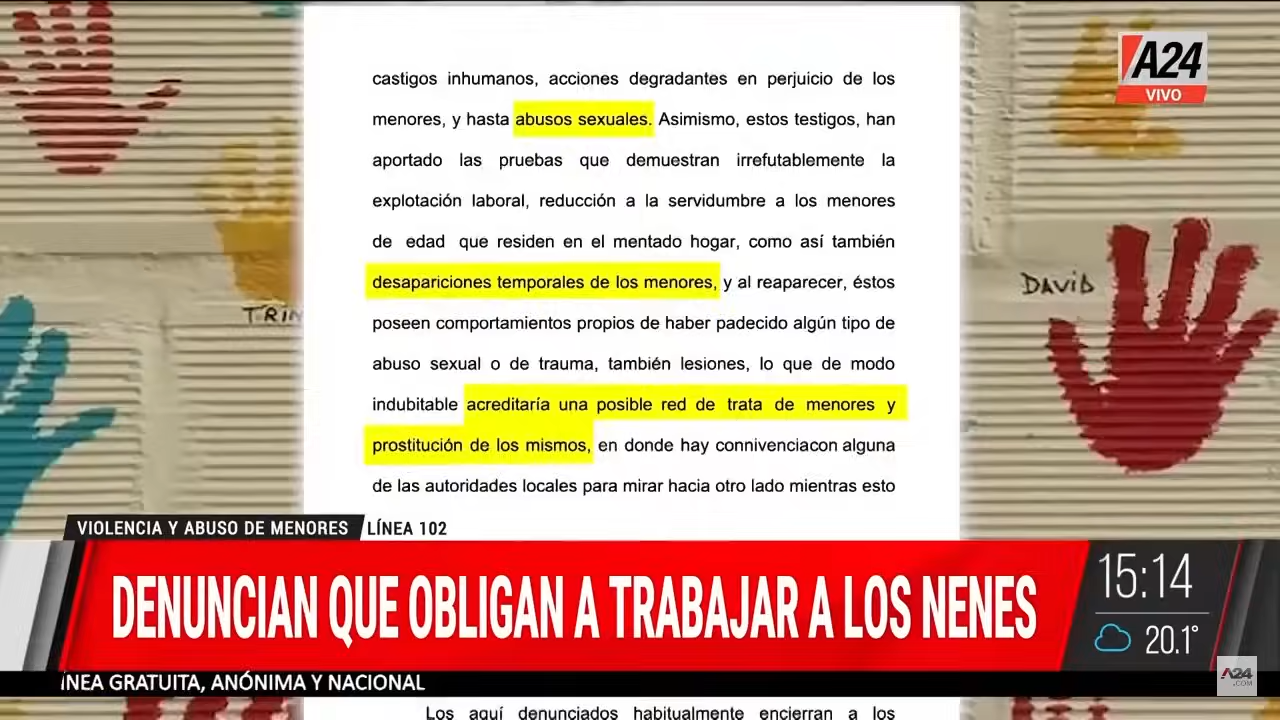 castigos inhumanos, acciones degradantes en perjuicio de los
menores, y hasta abusos sexuales. Asimismo, estos testigos, han
aportado las pruebas que demuestran irrefutablemente la
explotación laboral, reducción a la servidumbre a los menores
de edad que residen en el mentado hogar, como así también
desapariciones temporales de los menores, y al reaparecer, éstos
poseen comportamientos propios de haber padecido algún tipo de
abuso sexual o de trauma, también lesiones, lo que de modo
indubitable acreditaría una posible red de trata de menores y
prostitución de los mismos, en donde hay connivenciacon alguna
de las autoridades locales para mirar hacia otro lado mientras esto
A24
VIVO
TRIN
DAVID
VIOLENCIA Y ABUSO DE MENORES
LÍNEA 102
DENUNCIAN QUE OBLIGAN A TRABAJAR A LOS NENES
15:14
20.1°
ÍNEA GRATUITA, ANÓNIMA Y NACIONAL
A24
.COM
Los aquí denunciados habitualmente encierran a los